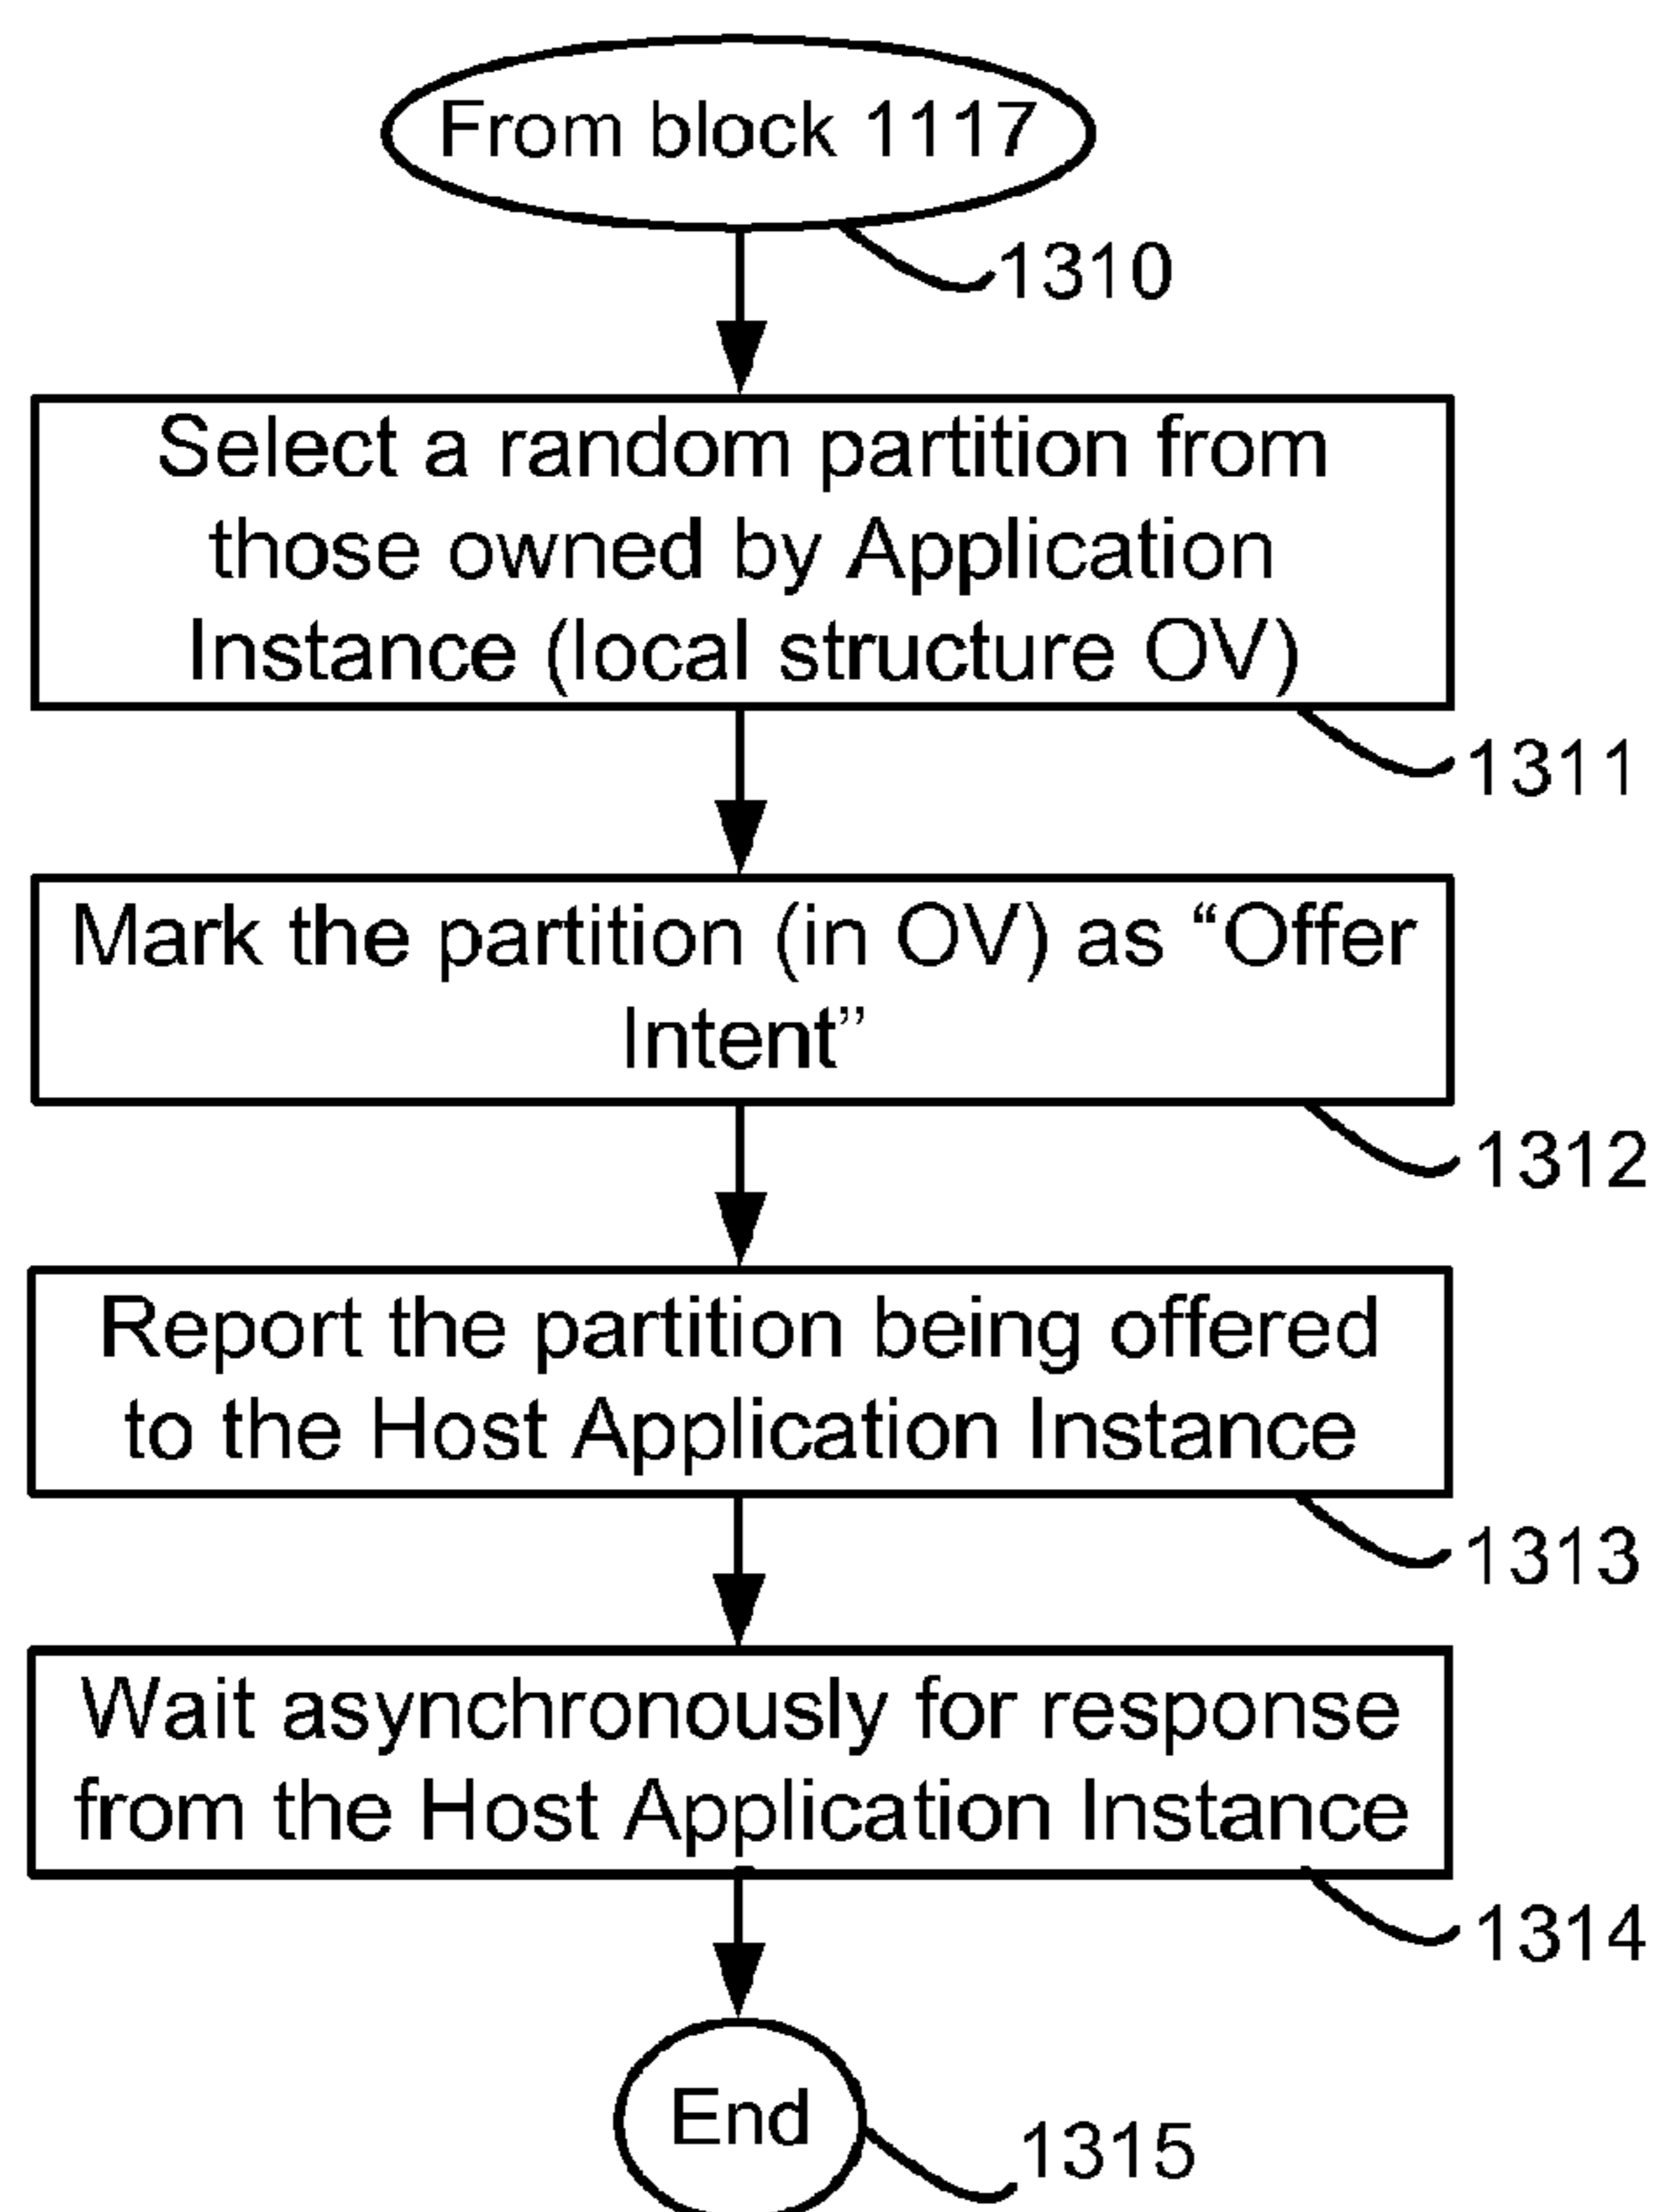 From block 1117
1310
Select a random partition from
those owned by Application
Instance (local structure OV)
1311
Mark the partition (in OV) as “Offer
Intent”
1312
Report the partition being offered
to the Host Application Instance
1313
Wait asynchronously for response
from the Host Application Instance
1314
End
1315